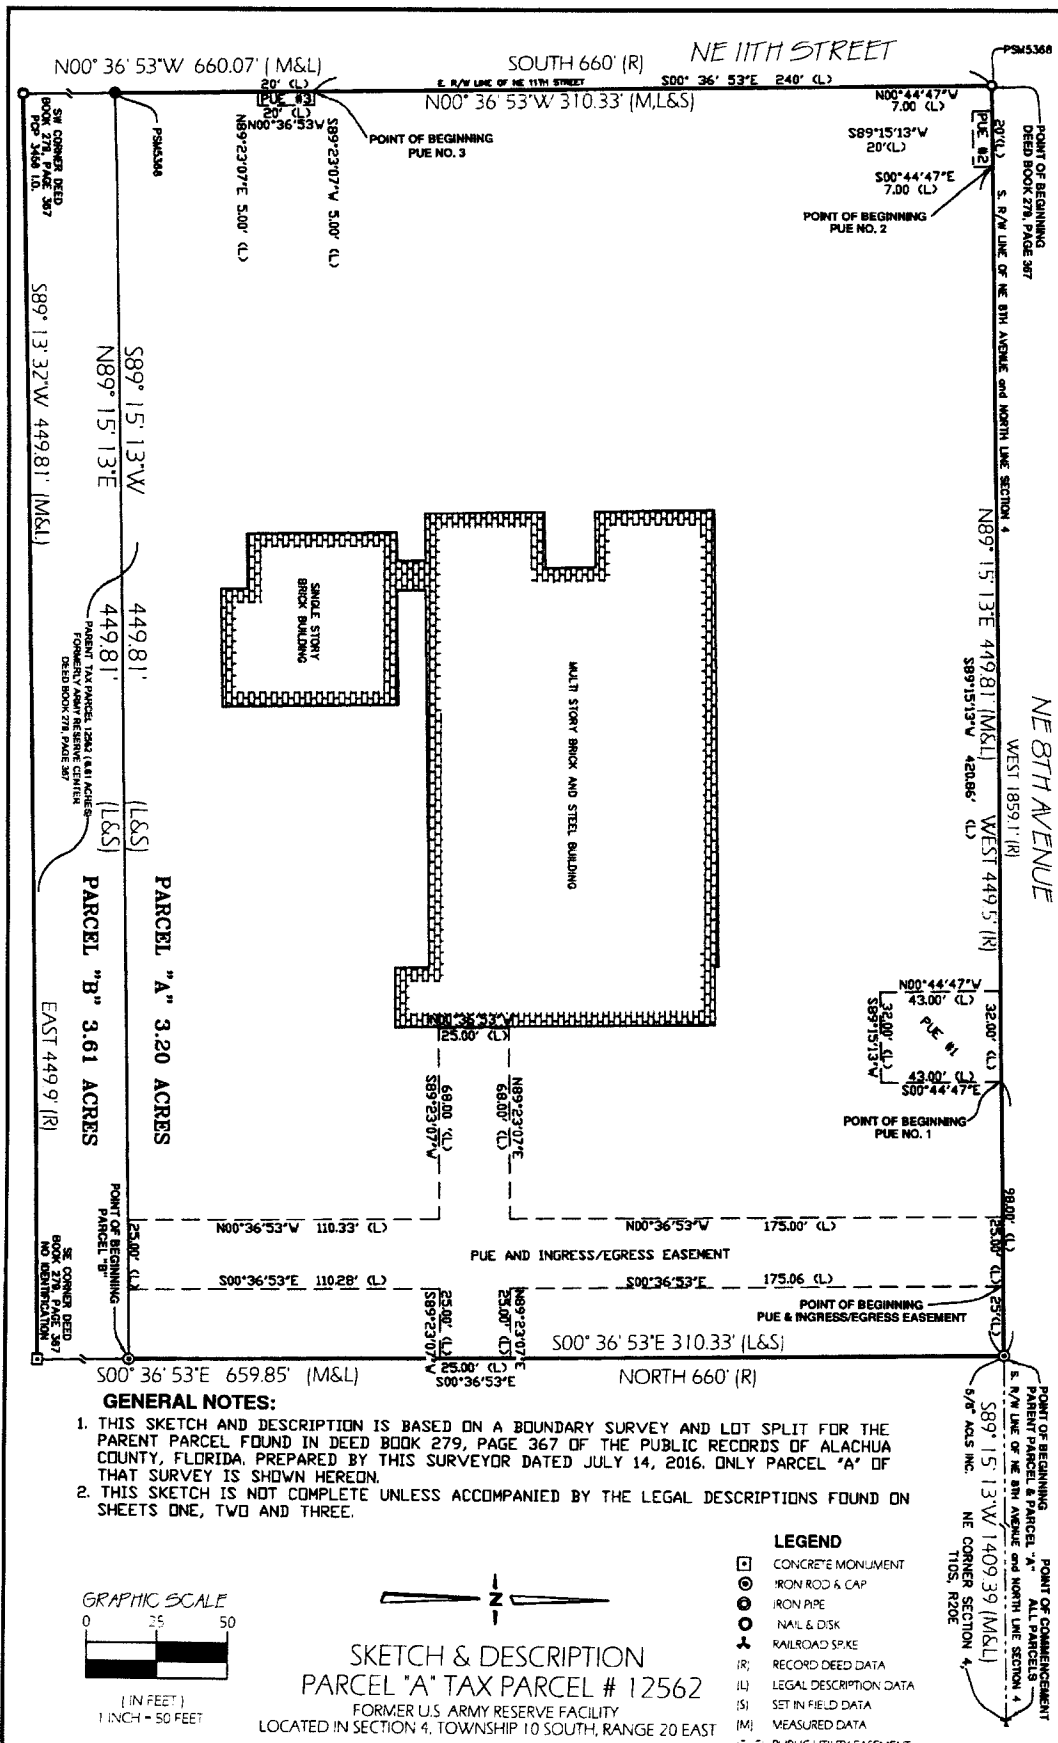 NE 11TH STREET
PSM5368
N00° 36' 53"W 660.07' ( M&L)
SOUTH 660' (R)
20' (L)
E. R/W LINE OF NE 11TH STREET
S00° 36' 53"E 240' (L)
PUE #3
N00° 36' 53"W 310.33' (M,L&S)
20' (L)
N00°36'53"W
N00°44'47"W
7.00 (L)
PUE #2
20'(L)
S89°15'13"W
20'(L)
S00°44'47"E
7.00 (L)
POINT OF BEGINNING
PUE NO. 3
POINT OF BEGINNING
PUE NO. 2
POINT OF BEGINNING
DEED BOOK 279, PAGE 367
PSM5368
SW CORNER DEED
BOOK 279, PAGE 367
N89°23'07"E 5.00' (L)
S89°23'07"W 5.00' (L)
S. R/W LINE OF NE 8TH AVENUE and NORTH LINE SECTION 4
S89° 13' 32"W 449.81' (M&L)
S89° 15' 13"W 449.81' (L&S)
N89° 15' 13"E 449.81' (L&S)
N89° 15' 13"E 449.81' (M&L)
S89°15'13"W 420.86' (L)
WEST 449.5' (R)
WEST 1859.1' (R)
NE 8TH AVENUE
SINGLE STORY
BRICK BUILDING
MULTI STORY BRICK AND STEEL BUILDING
PARENT TAX PARCEL 12562 (6.81 ACRES)
FORMERLY ARMY RESERVE CENTER
DEED BOOK 279, PAGE 367
PARCEL "A" 3.20 ACRES
PARCEL "B" 3.61 ACRES
EAST 449.9' (R)
N00°44'47"W
43.00' (L)
32.00' (L)
PUE #1
32.00' (L)
S89°15'13"W
43.00' (L)
S00°44'47"E
POINT OF BEGINNING
PUE NO. 1
N00°36'53"W
25.00' (L)
68.00 (L)
S89°23'07"W
N89°23'07"E
68.00' (L)
98.00' (L)
25.00' (L)
N00°36'53"W 110.33' (L)
N00°36'53"W 175.00' (L)
25.00' (L)
PUE AND INGRESS/EGRESS EASEMENT
S00°36'53"E 110.28' (L)
S00°36'53"E 175.06 (L)
25'(L)
POINT OF BEGINNING
PUE & INGRESS/EGRESS EASEMENT
POINT OF BEGINNING
PARCEL "B"
SE CORNER DEED
BOOK 279, PAGE 367
NO IDENTIFICATION
25.00' (L)
S89°23'07"W
N89°23'07"E
25.00' (L)
25.00' (L)
S00°36'53"E
S00° 36' 53"E 310.33' (L&S)
S00° 36' 53"E 659.85' (M&L)
NORTH 660' (R)
POINT OF COMMENCEMENT
ALL PARCELS
POINT OF BEGINNING
PARENT PARCEL & PARCEL "A"
S. R/W LINE OF NE 8TH AVENUE and NORTH LINE SECTION 4
S89° 15' 13"W 1409.39 (M&L)
5/8" ACLS INC.
NE CORNER SECTION 4,
T10S, R20E
GENERAL NOTES:
1. THIS SKETCH AND DESCRIPTION IS BASED ON A BOUNDARY SURVEY AND LOT SPLIT FOR THE
PARENT PARCEL FOUND IN DEED BOOK 279, PAGE 367 OF THE PUBLIC RECORDS OF ALACHUA
COUNTY, FLORIDA, PREPARED BY THIS SURVEYOR DATED JULY 14, 2016. ONLY PARCEL "A" OF
THAT SURVEY IS SHOWN HEREON.
2. THIS SKETCH IS NOT COMPLETE UNLESS ACCOMPANIED BY THE LEGAL DESCRIPTIONS FOUND ON
SHEETS ONE, TWO AND THREE.
LEGEND
CONCRETE MONUMENT
IRON ROD & CAP
IRON PIPE
NAIL & DISK
RAILROAD SPIKE
(R) RECORD DEED DATA
(L) LEGAL DESCRIPTION DATA
(S) SET IN FIELD DATA
(M) MEASURED DATA
PUBLIC UTILITY EASEMENT
GRAPHIC SCALE
0 25 50
( IN FEET )
1 INCH = 50 FEET
Z
SKETCH & DESCRIPTION
PARCEL "A" TAX PARCEL # 12562
FORMER U.S. ARMY RESERVE FACILITY
LOCATED IN SECTION 4, TOWNSHIP 10 SOUTH, RANGE 20 EAST